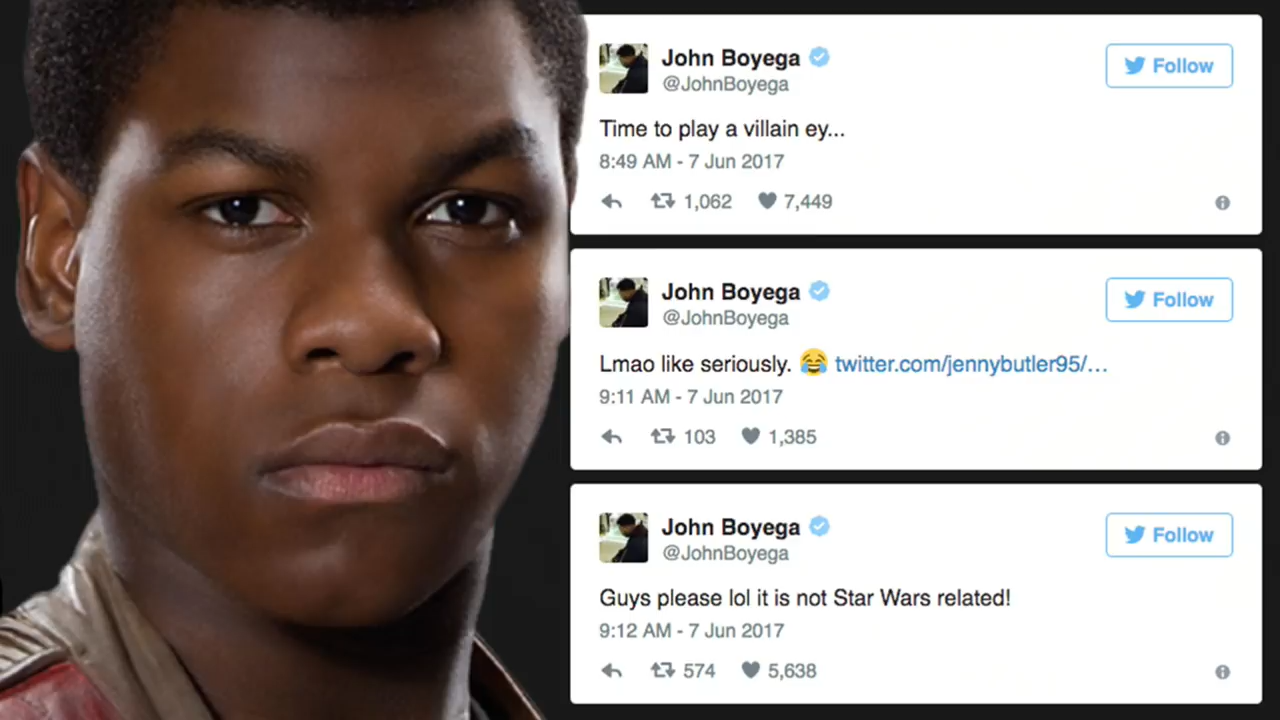 John Boyega
@JohnBoyega
Follow
Time to play a villain ey...
8:49 AM - 7 Jun 2017
1,062 7,449
John Boyega
@JohnBoyega
Follow
Lmao like seriously. 😂 twitter.com/jennybutler95/…
9:11 AM - 7 Jun 2017
103 1,385
John Boyega
@JohnBoyega
Follow
Guys please lol it is not Star Wars related!
9:12 AM - 7 Jun 2017
574 5,638